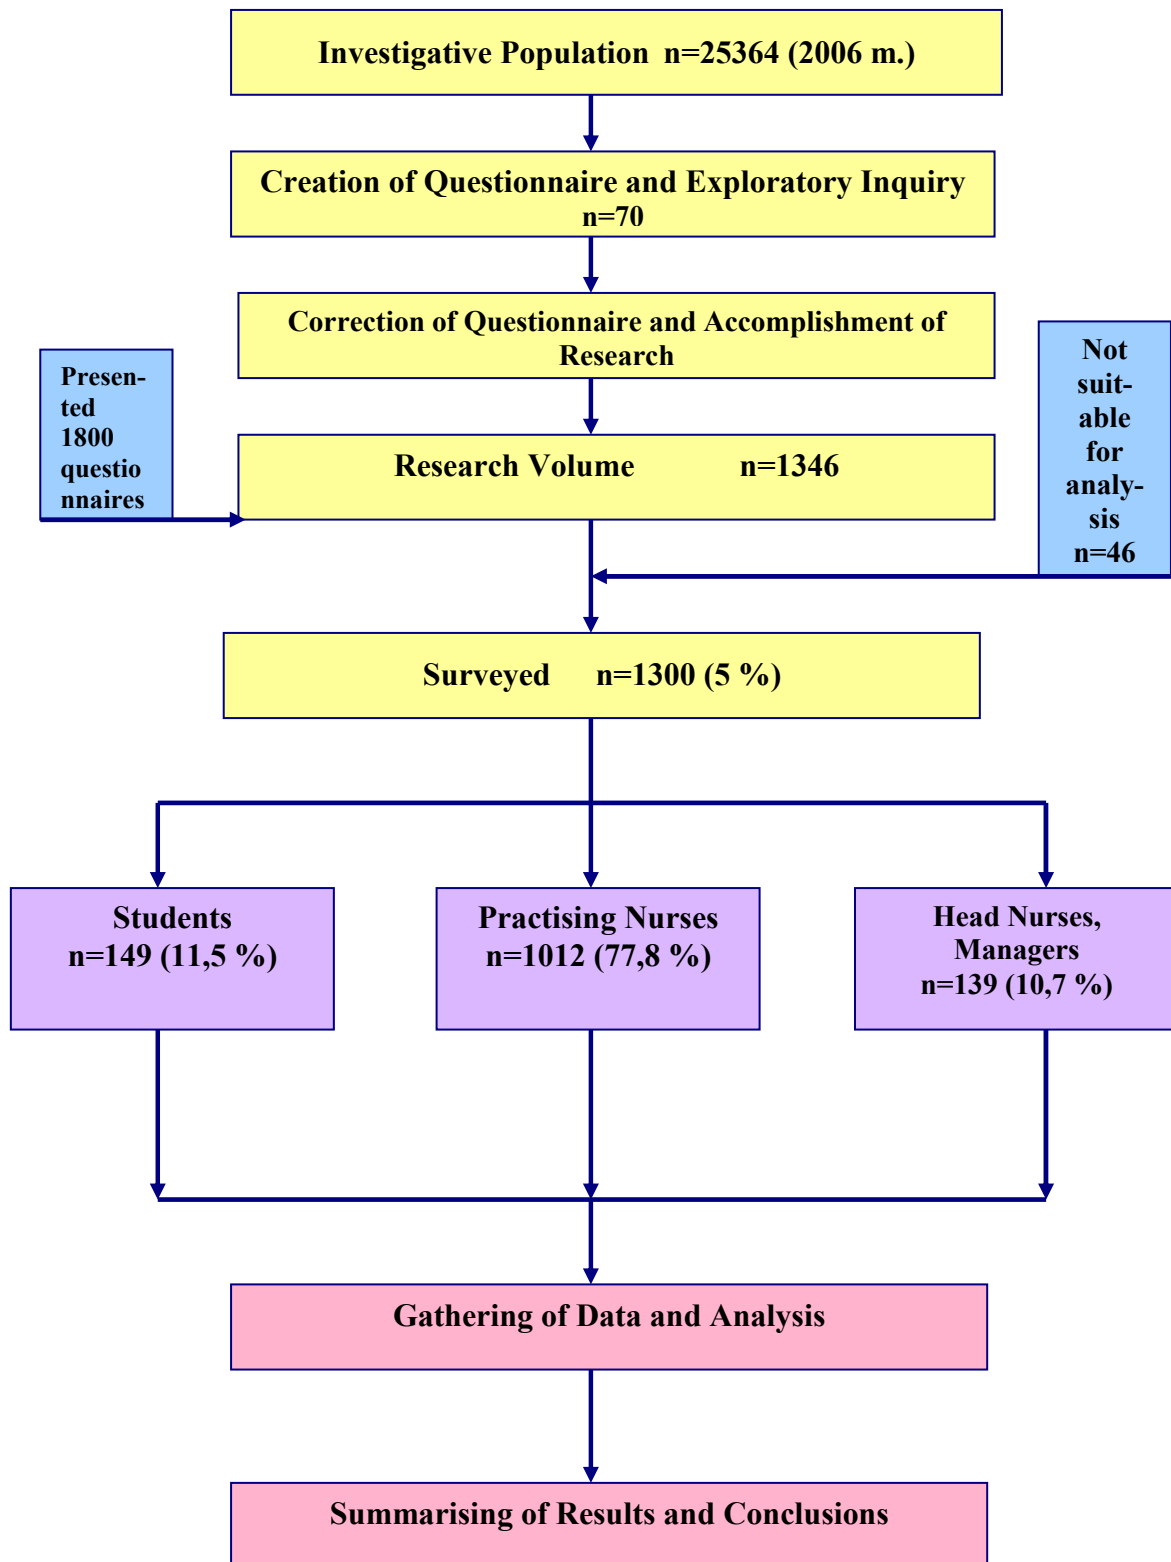 Investigative Population n=25364 (2006 m.)
Creation of Questionnaire and Exploratory Inquiry
n=70
Correction of Questionnaire and Accomplishment of
Research
Presen-
ted
1800
questio
nnaires
Not
suit-
able
for
analy-
sis
n=46
Research Volume n=1346
Surveyed n=1300 (5 %)
Students
n=149 (11,5 %)
Practising Nurses
n=1012 (77,8 %)
Head Nurses,
Managers
n=139 (10,7 %)
Gathering of Data and Analysis
Summarising of Results and Conclusions